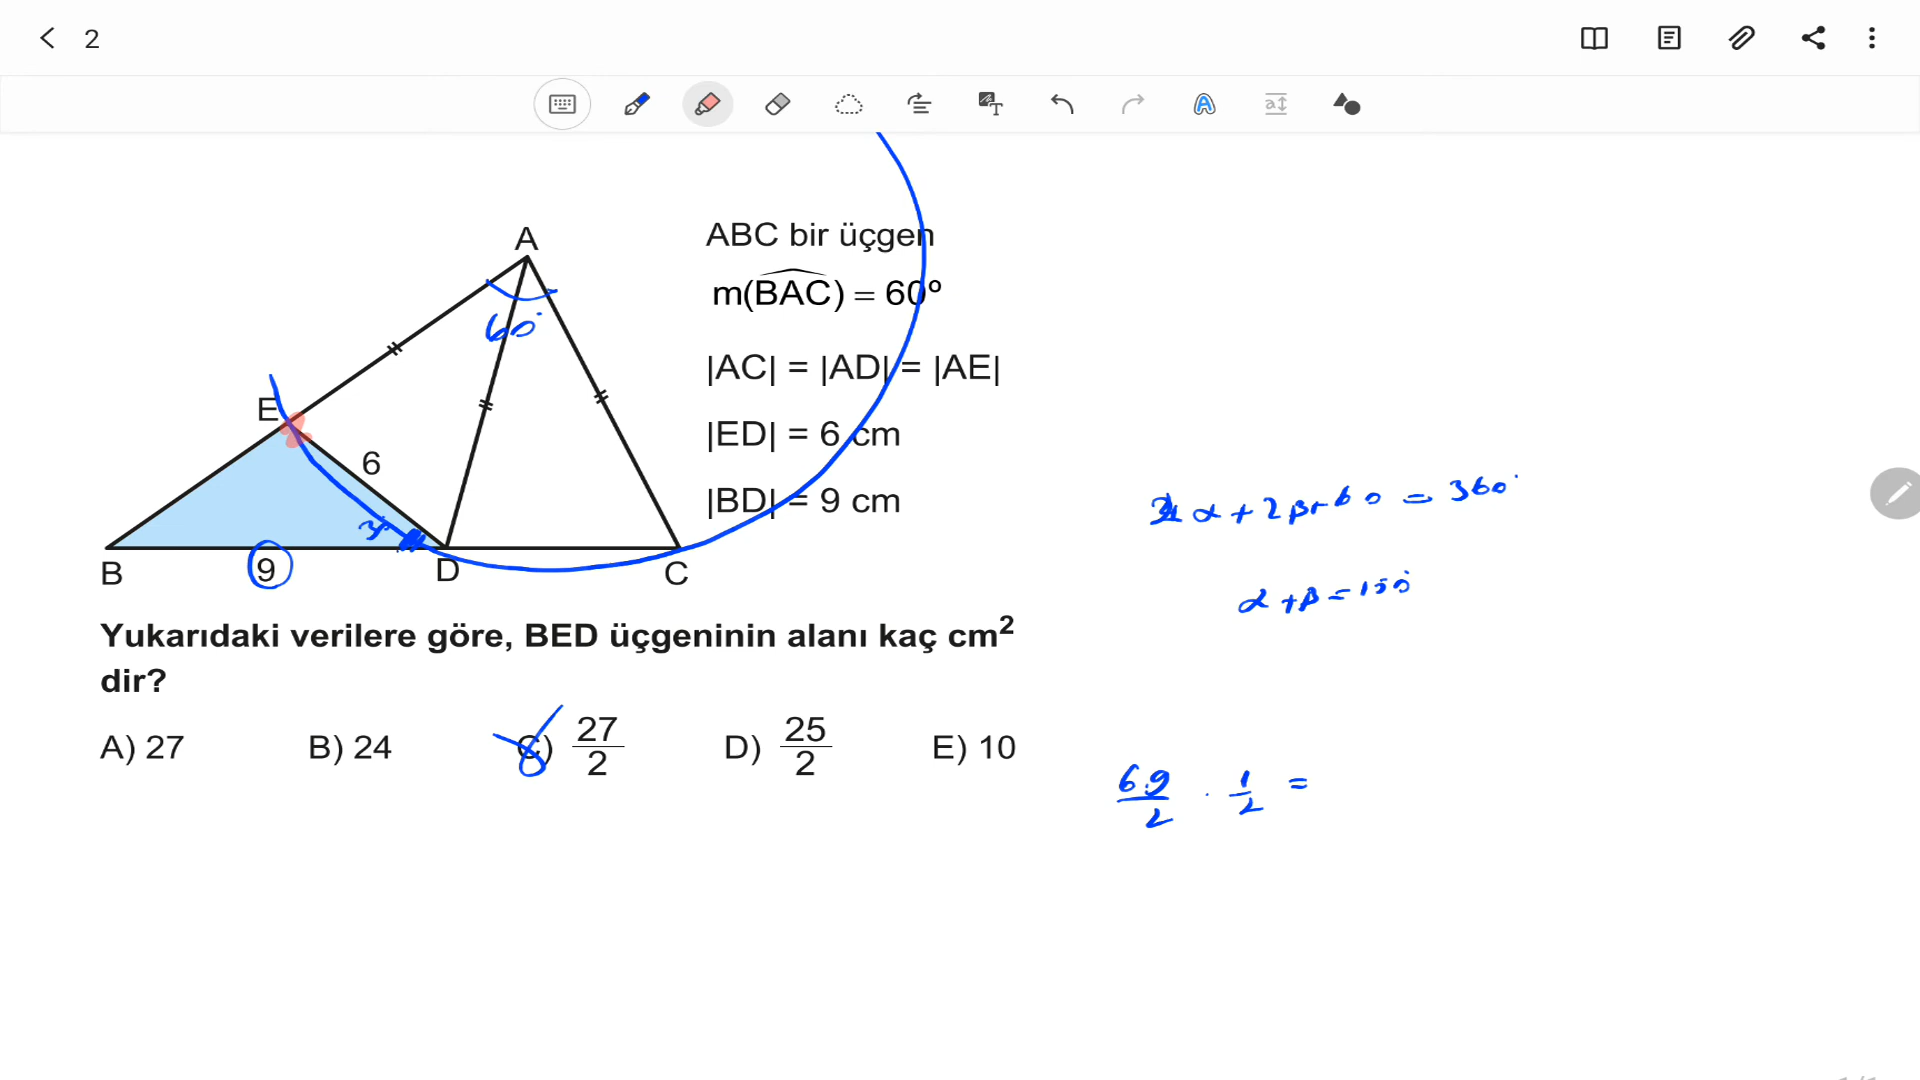 2
A
ABC bir üçgen
m(BAC) = 60°
60°
|AC| = |AD| = |AE|
E
|ED| = 6 cm
6
|BD| = 9 cm
α + 2β + 60 = 360°
B 9 D C
α + β = 150°
Yukarıdaki verilere göre, BED üçgeninin alanı kaç cm²
dir?
A) 27 B) 24 C) 27/2 D) 25/2 E) 10
6.9/2 . 1/2 =